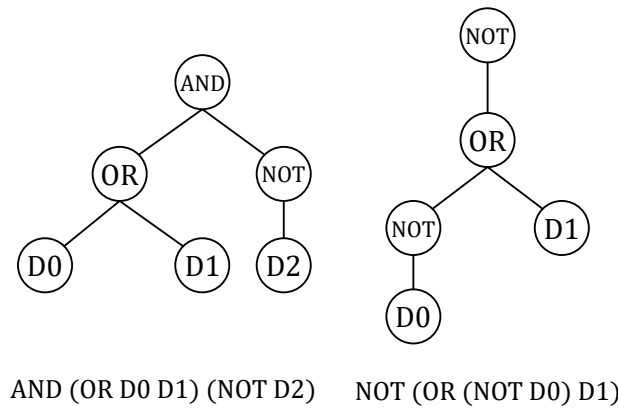 AND
OR
NOT
D0
D1
D2
AND (OR D0 D1) (NOT D2)
NOT
OR
NOT
D1
D0
NOT (OR (NOT D0) D1)